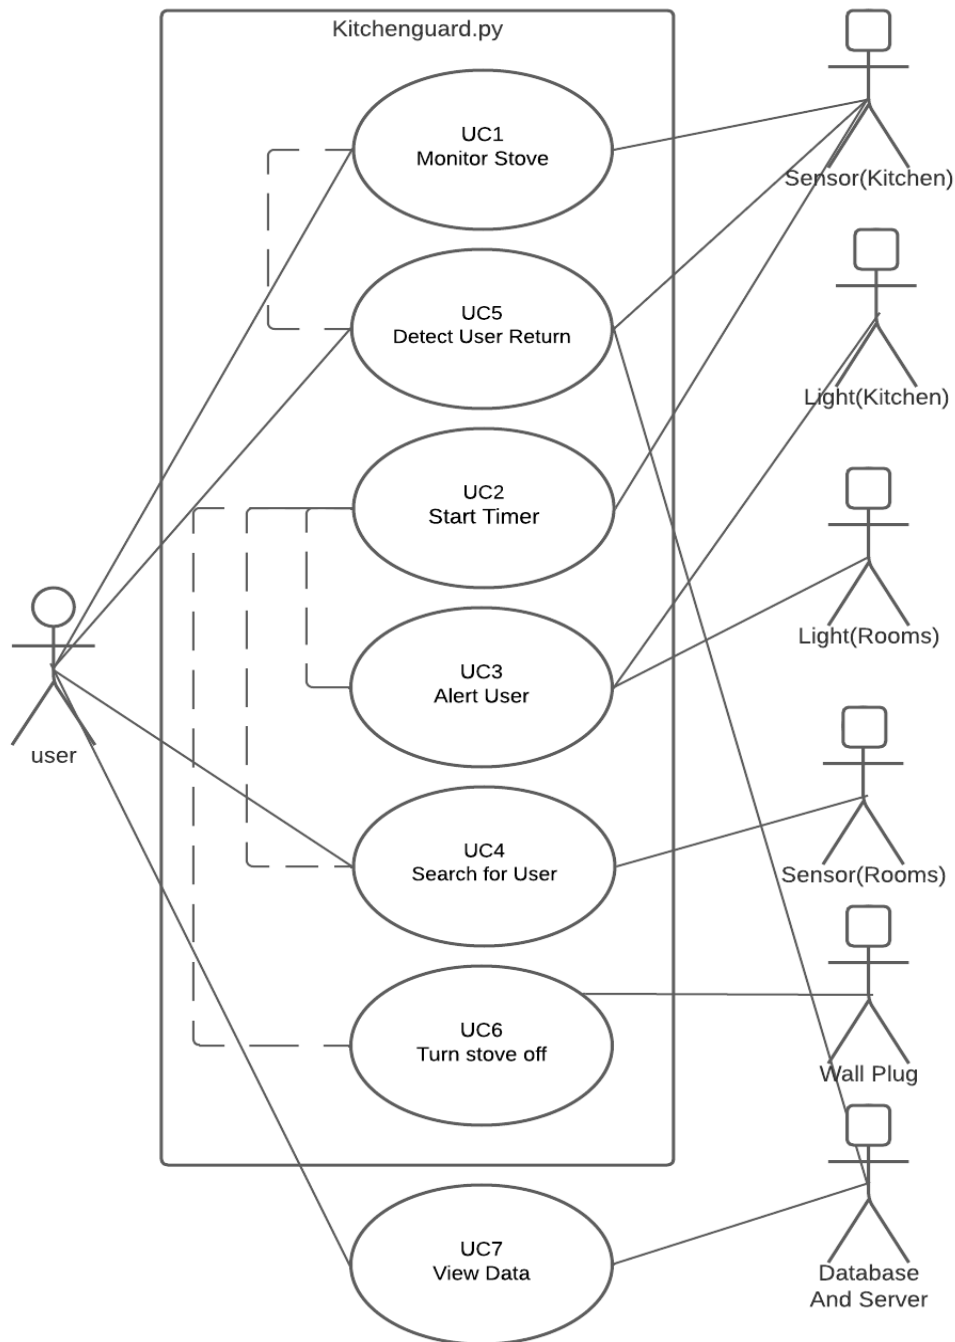 Kitchenguard.py
UC1
Monitor Stove
Sensor(Kitchen)
UC5
Detect User Return
Light(Kitchen)
UC2
Start Timer
Light(Rooms)
UC3
Alert User
user
UC4
Search for User
Sensor(Rooms)
UC6
Turn stove off
Wall Plug
UC7
View Data
Database
And Server